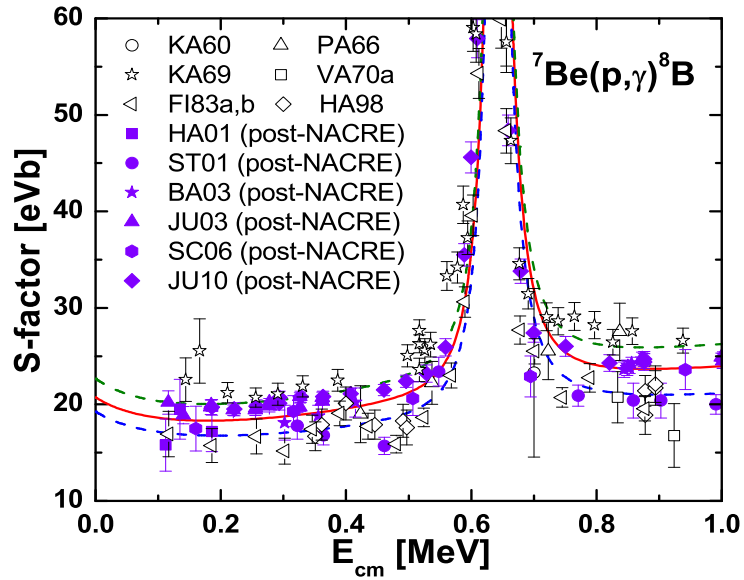 60
50
40
30
20
10
S-factor [eVb]
KA60 PA66
KA69 VA70a
FI83a,b HA98
HA01 (post-NACRE)
ST01 (post-NACRE)
BA03 (post-NACRE)
JU03 (post-NACRE)
SC06 (post-NACRE)
JU10 (post-NACRE)
⁷Be(p,γ)⁸B
0.0 0.2 0.4 0.6 0.8 1.0
E_cm [MeV]